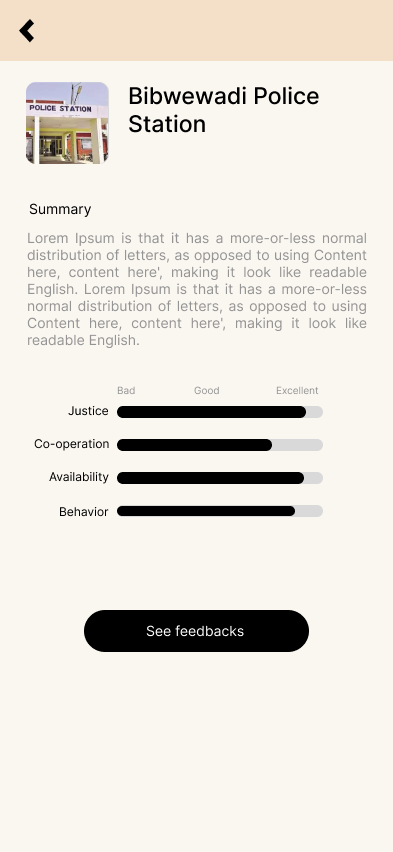 POLICE STATION
Bibwewadi Police
Station
Summary
Lorem Ipsum is that it has a more-or-less normal
distribution of letters, as opposed to using Content
here, content here', making it look like readable
English. Lorem Ipsum is that it has a more-or-less
normal distribution of letters, as opposed to using
Content here, content here', making it look like
readable English.
Bad Good Excellent
Justice
Co-operation
Availability
Behavior
See feedbacks